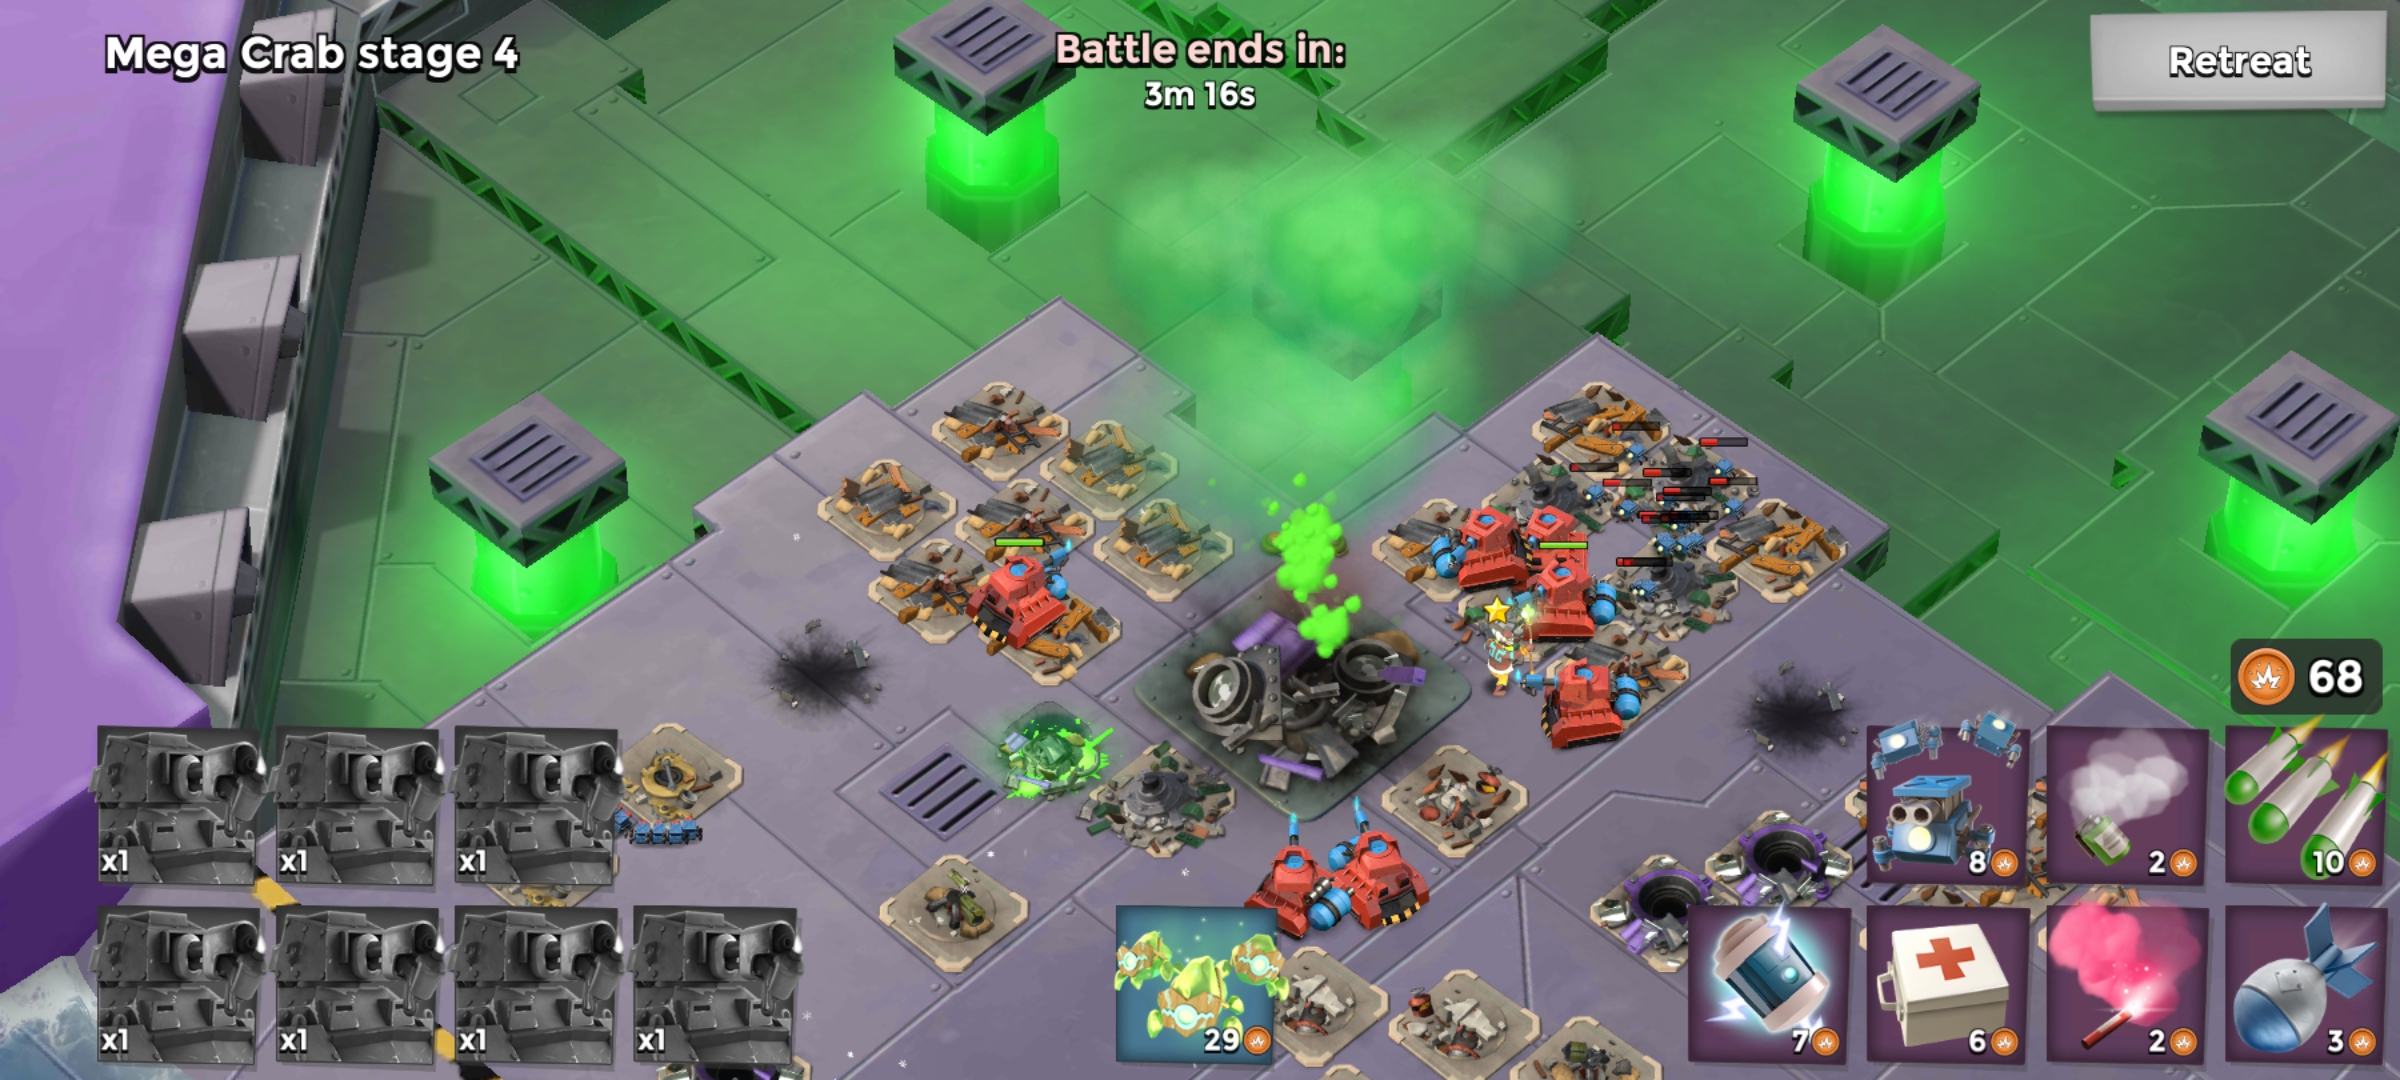 Mega Crab stage 4
Battle ends in:
3m 16s
Retreat
68
x1
x1
x1
8
2
10
x1
x1
x1
x1
29
7
6
2
3